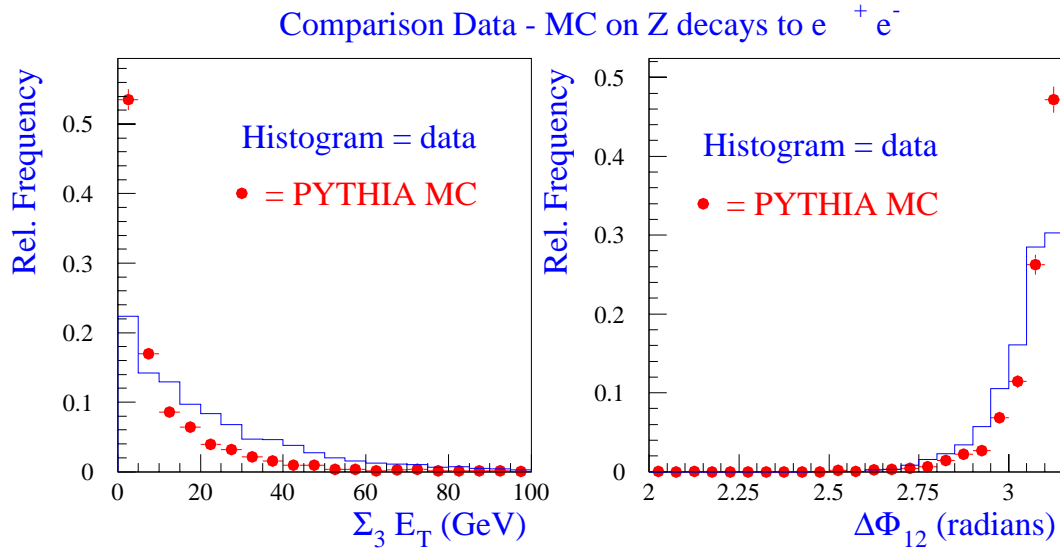 Comparison Data - MC on Z decays to e + e-
Rel. Frequency
0.5
0.4
0.3
0.2
0.1
0
Histogram = data
= PYTHIA MC
0 20 40 60 80 100
Σ3 ET (GeV)
Rel. Frequency
0.5
0.4
0.3
0.2
0.1
0
Histogram = data
= PYTHIA MC
2 2.25 2.5 2.75 3
ΔΦ12 (radians)